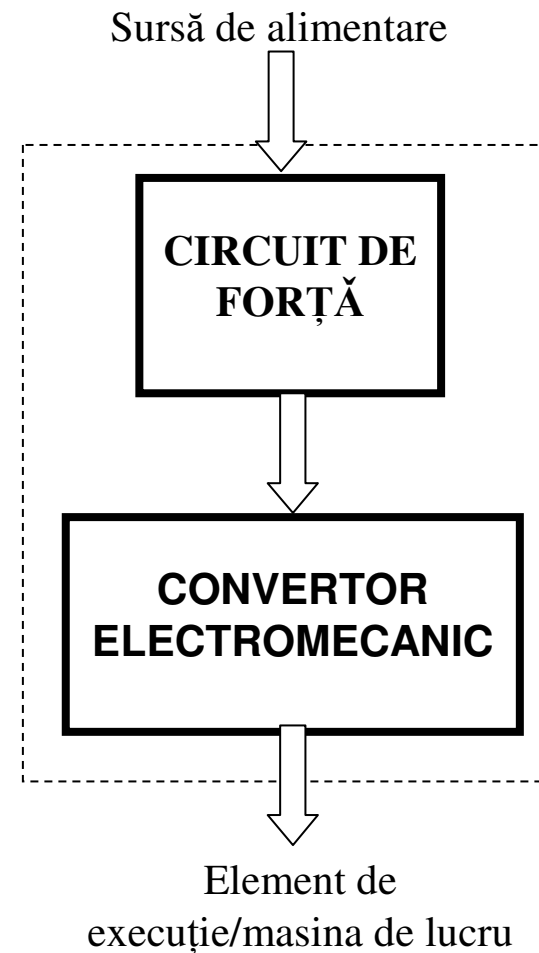 Sursă de alimentare
CIRCUIT DE
FORȚĂ
CONVERTOR
ELECTROMECANIC
Element de
execuție/masina de lucru